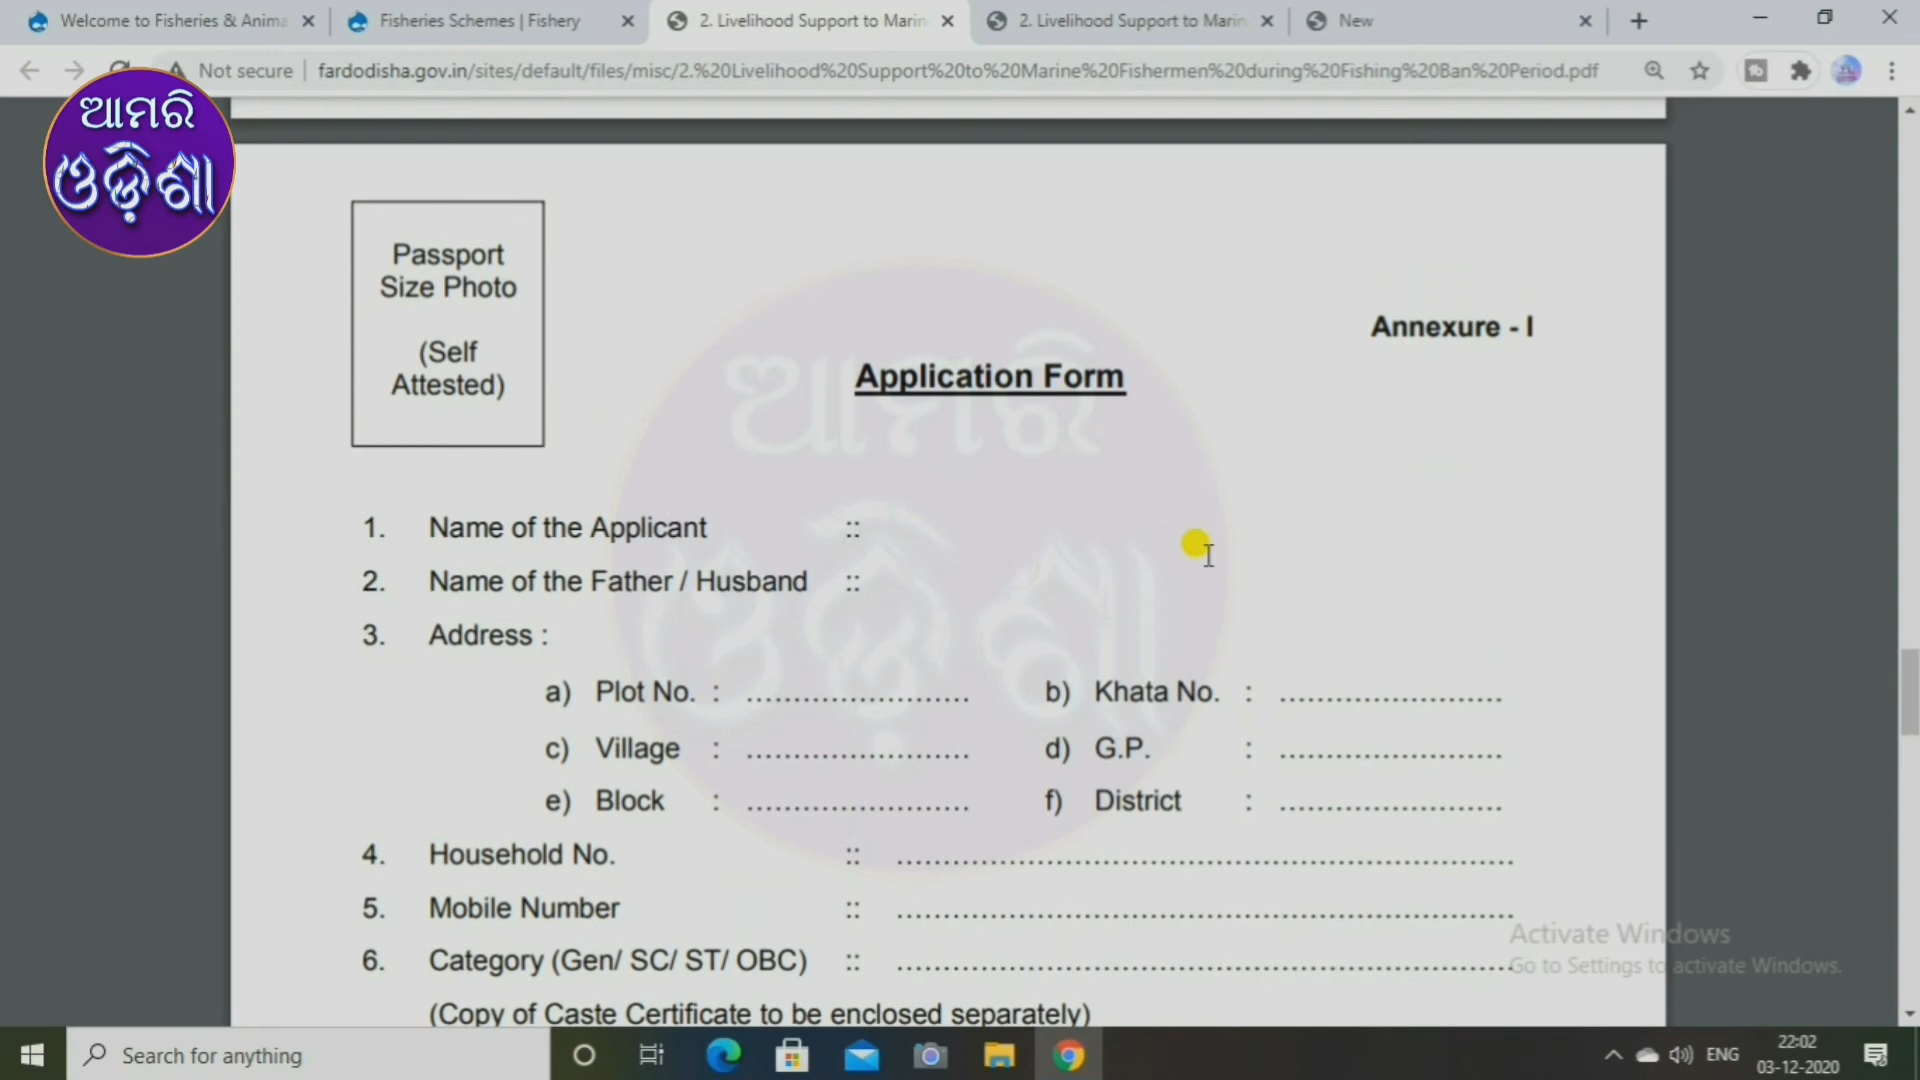 Welcome to Fisheries & Anima
Fisheries Schemes | Fishery
2. Livelihood Support to Marin
2. Livelihood Support to Marin
New
Not secure
fardodisha.gov.in/sites/default/files/misc/2.%20Livelihood%20Support%20to%20Marine%20Fishermen%20during%20Fishing%20Ban%20Period.pdf
ଆମରି
ଓଡ଼ିଶା
Passport
Size Photo
(Self
Attested)
Annexure - I
Application Form
ଆମରି
ଓଡ଼ିଶା
1. Name of the Applicant ::
2. Name of the Father / Husband ::
3. Address :
a) Plot No. : ........................ b) Khata No. : ........................
c) Village : ........................ d) G.P. : ........................
e) Block : ........................ f) District : ........................
4. Household No. :: ..................................................................
5. Mobile Number :: ..................................................................
6. Category (Gen/ SC/ ST/ OBC) :: ..................................................................
(Copy of Caste Certificate to be enclosed separately)
Activate Windows
Go to Settings to activate Windows.
Search for anything
ENG
22:02
03-12-2020